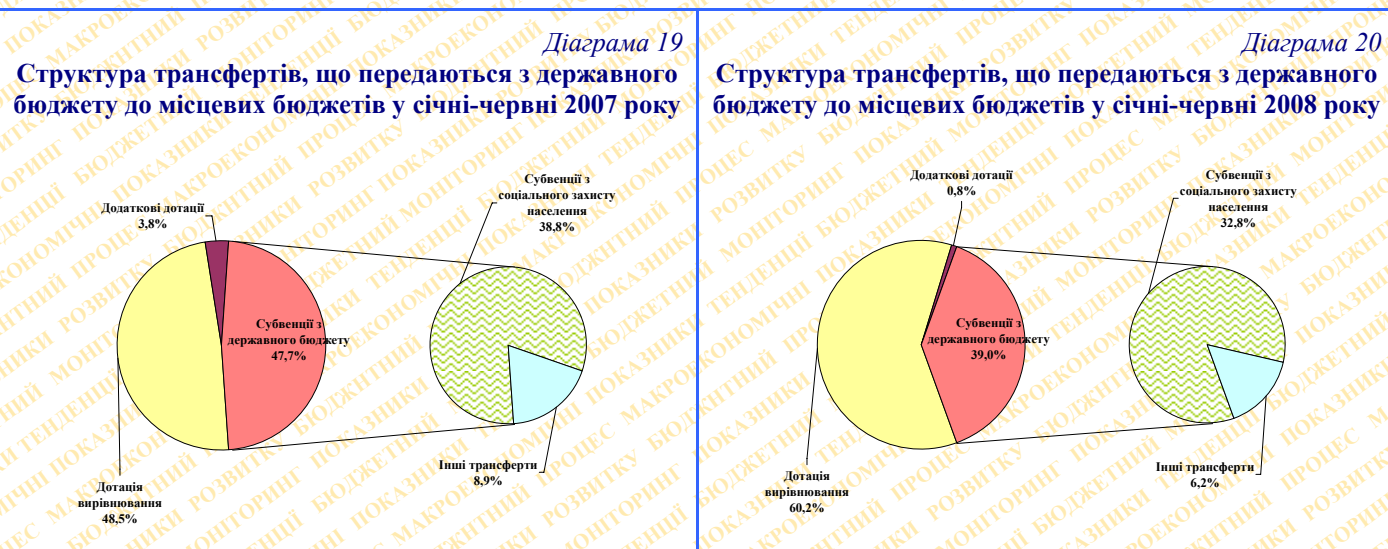 Діаграма 19
Структура трансфертів, що передаються з державного
бюджету до місцевих бюджетів у січні-червні 2007 року
Додаткові дотації
3,8%
Субвенції з
соціального захисту
населення
38,8%
Субвенції з
державного бюджету
47,7%
Інші трансферти
8,9%
Дотація
вирівнювання
48,5%
Діаграма 20
Структура трансфертів, що передаються з державного
бюджету до місцевих бюджетів у січні-червні 2008 року
Додаткові дотації
0,8%
Субвенції з
соціального захисту
населення
32,8%
Субвенції з
державного бюджету
39,0%
Інші трансферти
6,2%
Дотація
вирівнювання
60,2%